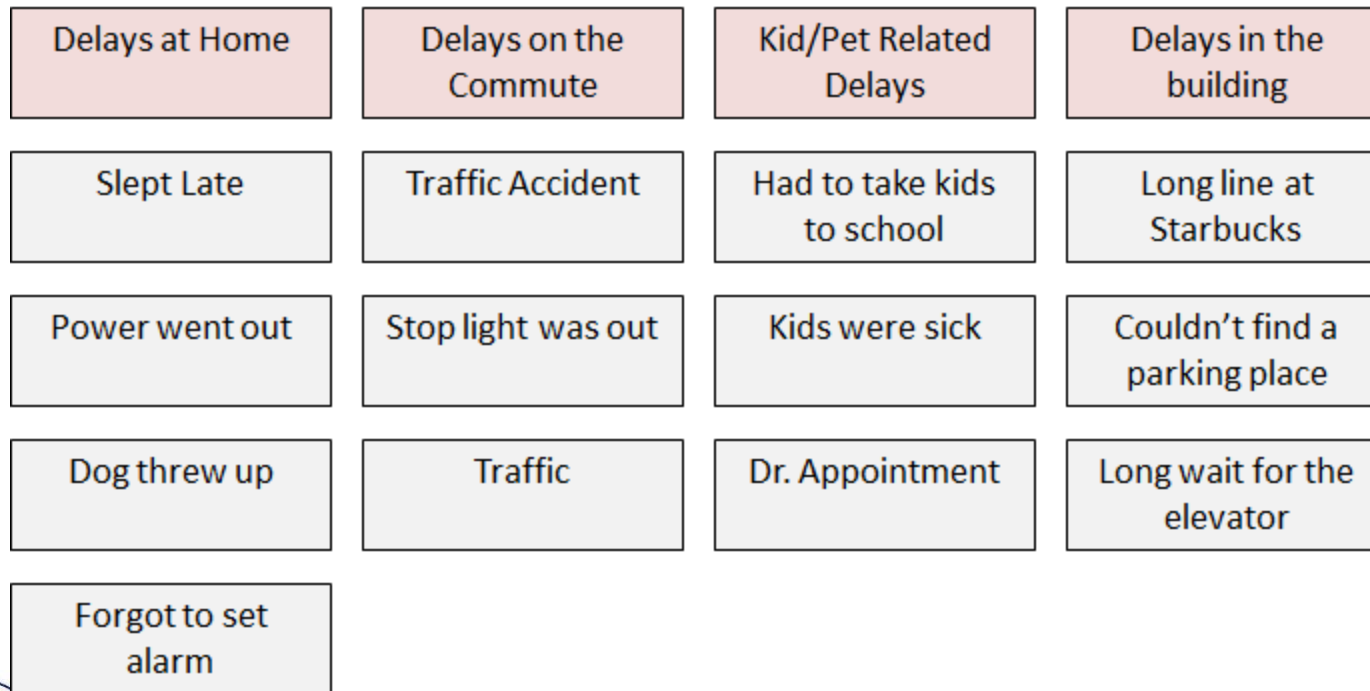 Delays at Home
Delays on the
Commute
Kid/Pet Related
Delays
Delays in the
building
Slept Late
Traffic Accident
Had to take kids
to school
Long line at
Starbucks
Power went out
Stop light was out
Kids were sick
Couldn’t find a
parking place
Dog threw up
Traffic
Dr. Appointment
Long wait for the
elevator
Forgot to set
alarm